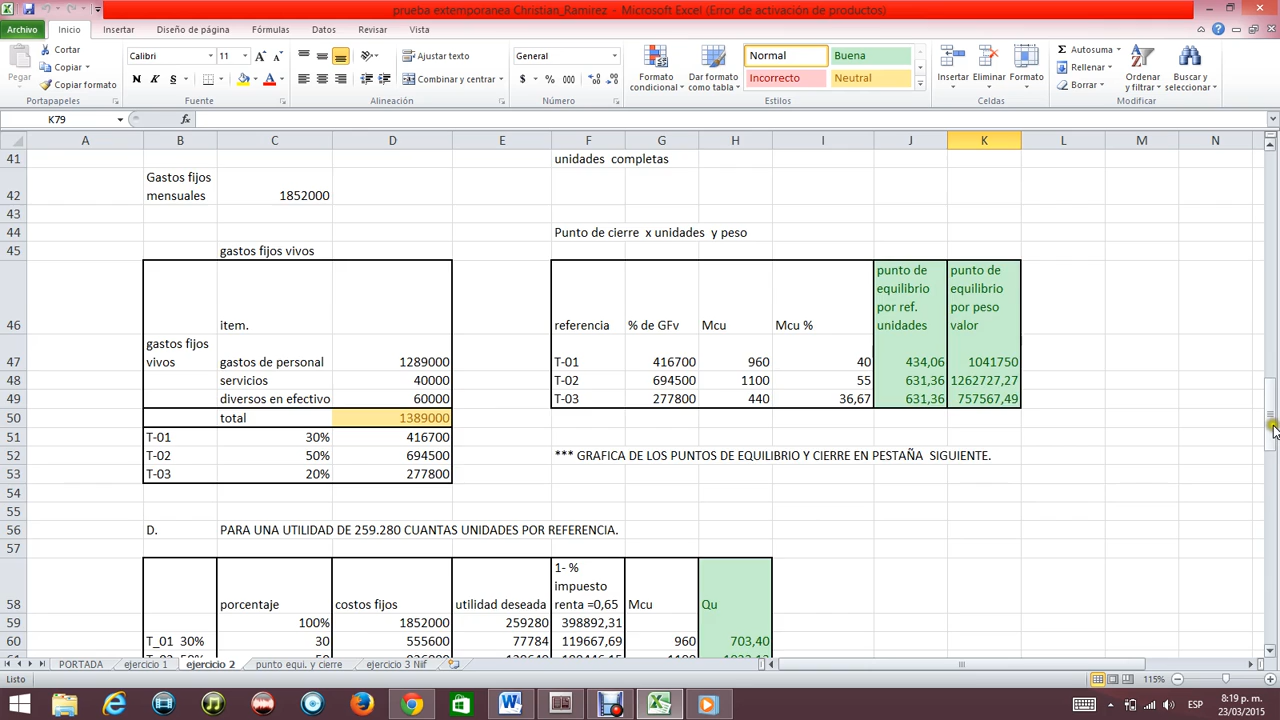 prueba extemporanea Christian_Ramirez - Microsoft Excel (Error de activación de productos)
Archivo Inicio Insertar Diseño de página Fórmulas Datos Revisar Vista
Pegar Cortar Copiar Copiar formato Portapapeles
Calibri 11 N K S Fuente
Ajustar texto Combinar y centrar Alineación
General $ % 000 Número
Formato condicional Dar formato como tabla Normal Buena Incorrecto Neutral Estilos
Insertar Eliminar Formato Celdas
Autosuma Rellenar Borrar Ordenar y filtrar Buscar y seleccionar Modificar
K79 fx
A B C D E F G H I J K L M N
41 unidades completas
42 Gastos fijos mensuales 1852000
43
44 Punto de cierre x unidades y peso
45 gastos fijos vivos
46 item. referencia % de GFv Mcu Mcu % punto de equilibrio por ref. unidades punto de equilibrio por peso valor
47 gastos fijos vivos gastos de personal 1289000 T-01 416700 960 40 434,06 1041750
48 servicios 40000 T-02 694500 1100 55 631,36 1262727,27
49 diversos en efectivo 60000 T-03 277800 440 36,67 631,36 757567,49
50 total 1389000
51 T-01 30% 416700
52 T-02 50% 694500 *** GRAFICA DE LOS PUNTOS DE EQUILIBRIO Y CIERRE EN PESTAÑA SIGUIENTE.
53 T-03 20% 277800
54
55
56 D. PARA UNA UTILIDAD DE 259.280 CUANTAS UNIDADES POR REFERENCIA.
57
58 porcentaje costos fijos utilidad deseada 1- % impuesto renta =0,65 Mcu Qu
59 100% 1852000 259280 398892,31
60 T_01 30% 30 555600 77784 119667,69 960 703,40
PORTADA ejercicio 1 ejercicio 2 punto equi. y cierre ejercicio 3 Niif
Listo 115%
ESP 8:19 p.m.
23/03/2015